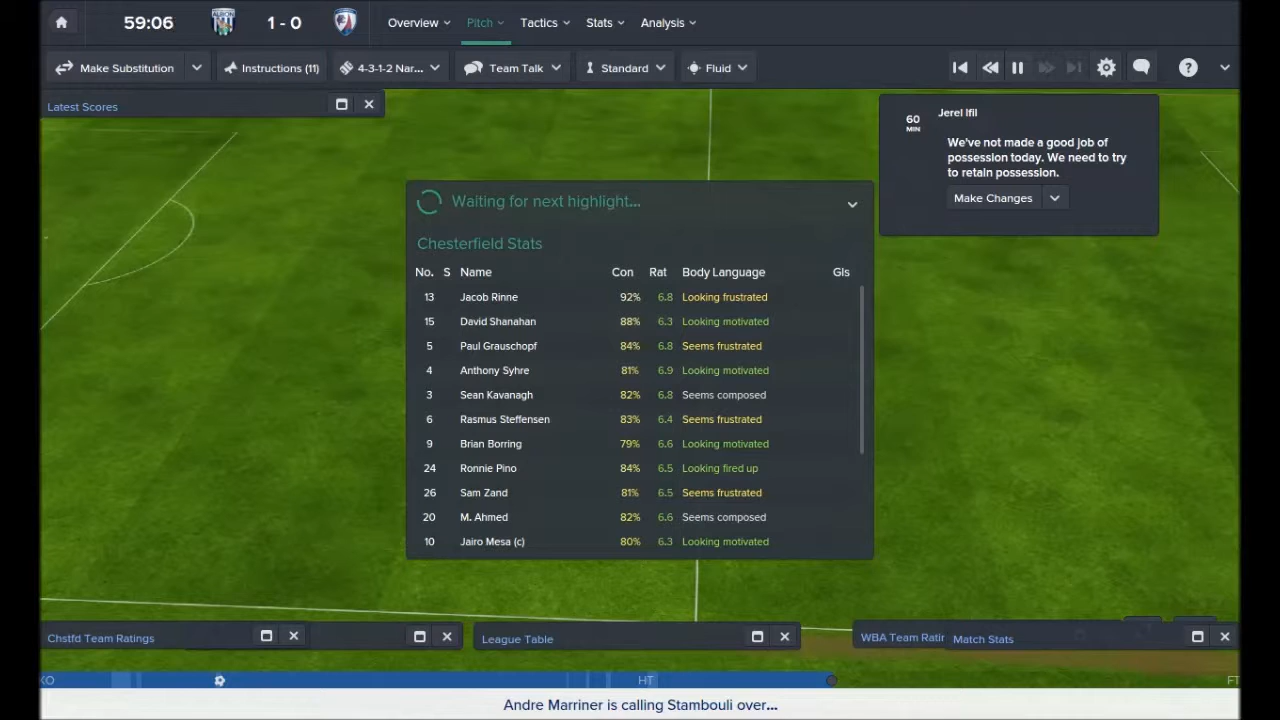 59:06 1 - 0 Overview Pitch Tactics Stats Analysis
Make Substitution Instructions (11) 4-3-1-2 Nar... Team Talk Standard Fluid ?
Latest Scores
60 MIN
Jerel Ifil
We've not made a good job of
possession today. We need to try
to retain possession.
Make Changes
Waiting for next highlight...
Chesterfield Stats
No. S Name Con Rat Body Language Gls
13 Jacob Rinne 92% 6.8 Looking frustrated
15 David Shanahan 88% 6.3 Looking motivated
5 Paul Grauschopf 84% 6.8 Seems frustrated
4 Anthony Syhre 81% 6.9 Looking motivated
3 Sean Kavanagh 82% 6.8 Seems composed
6 Rasmus Steffensen 83% 6.4 Seems frustrated
9 Brian Borring 79% 6.6 Looking motivated
24 Ronnie Pino 84% 6.5 Looking fired up
26 Sam Zand 81% 6.5 Seems frustrated
20 M. Ahmed 82% 6.6 Seems composed
10 Jairo Mesa (c) 80% 6.3 Looking motivated
Chstfd Team Ratings League Table WBA Team Ratin Match Stats
KO HT FT
Andre Marriner is calling Stambouli over...